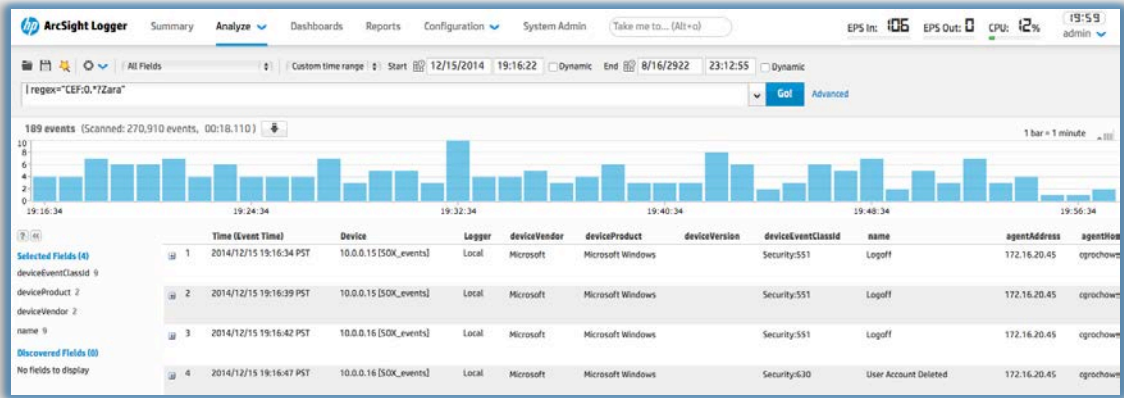 hp ArcSight Logger Summary Analyze Dashboards Reports Configuration System Admin Take me to... (Alt+o) EPS In: 106 EPS Out: 0 CPU: 12% 19:59
admin
All Fields Custom time range Start 12/15/2014 19:16:22 Dynamic End 8/16/2922 23:12:55 Dynamic
| regex="CEF:0.*?Zara" Go! Advanced
189 events (Scanned: 270,910 events, 00:18.110) 1 bar = 1 minute
10
8
6
4
2
0
19:16:34 19:24:34 19:32:34 19:40:34 19:48:34 19:56:34
? Time (Event Time) Device Logger deviceVendor deviceProduct deviceVersion deviceEventClassId name agentAddress agentHos
Selected Fields (4) 1 2014/12/15 19:16:34 PST 10.0.0.15 [SOX_events] Local Microsoft Microsoft Windows Security:551 Logoff 172.16.20.45 cgrochows
deviceEventClassId 9
deviceProduct 2 2 2014/12/15 19:16:39 PST 10.0.0.15 [SOX_events] Local Microsoft Microsoft Windows Security:551 Logoff 172.16.20.45 cgrochows
deviceVendor 2
name 9 3 2014/12/15 19:16:42 PST 10.0.0.16 [SOX_events] Local Microsoft Microsoft Windows Security:551 Logoff 172.16.20.45 cgrochows
Discovered Fields (0)
No fields to display 4 2014/12/15 19:16:47 PST 10.0.0.16 [SOX_events] Local Microsoft Microsoft Windows Security:630 User Account Deleted 172.16.20.45 cgrochows